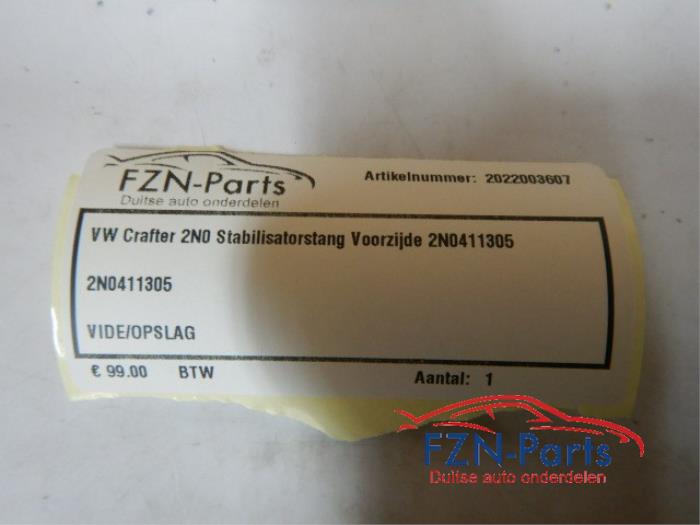 FZN-Parts
Duitse auto onderdelen
Artikelnummer: 2022003607
VW Crafter 2N0 Stabilisatorstang Voorzijde 2N0411305
2N0411305
VIDE/OPSLAG
€ 99.00 BTW
Aantal: 1
FZN-Parts
Duitse auto onderdelen